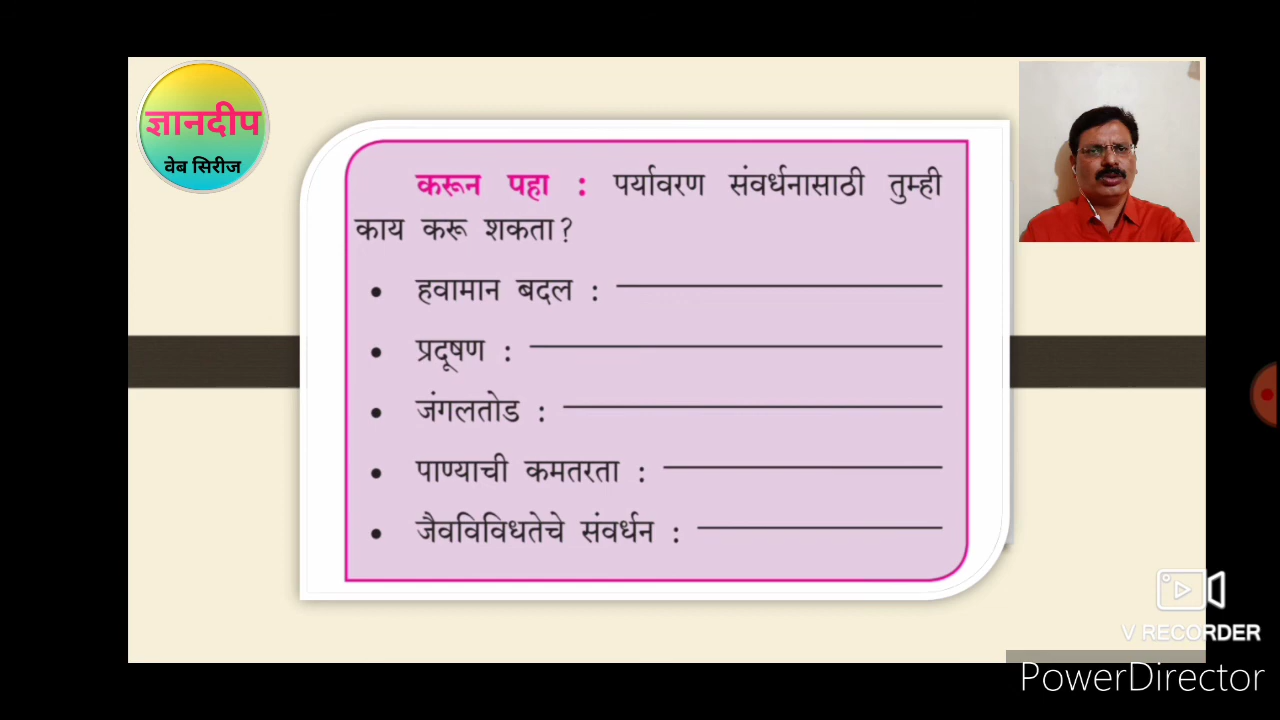 ज्ञानदीप
वेब सिरीज
करून पहा : पर्यावरण संवर्धनासाठी तुम्ही
काय करू शकता?
• हवामान बदल :
• प्रदूषण :
• जंगलतोड :
• पाण्याची कमतरता :
• जैवविविधतेचे संवर्धन :
V RECORDER
PowerDirector